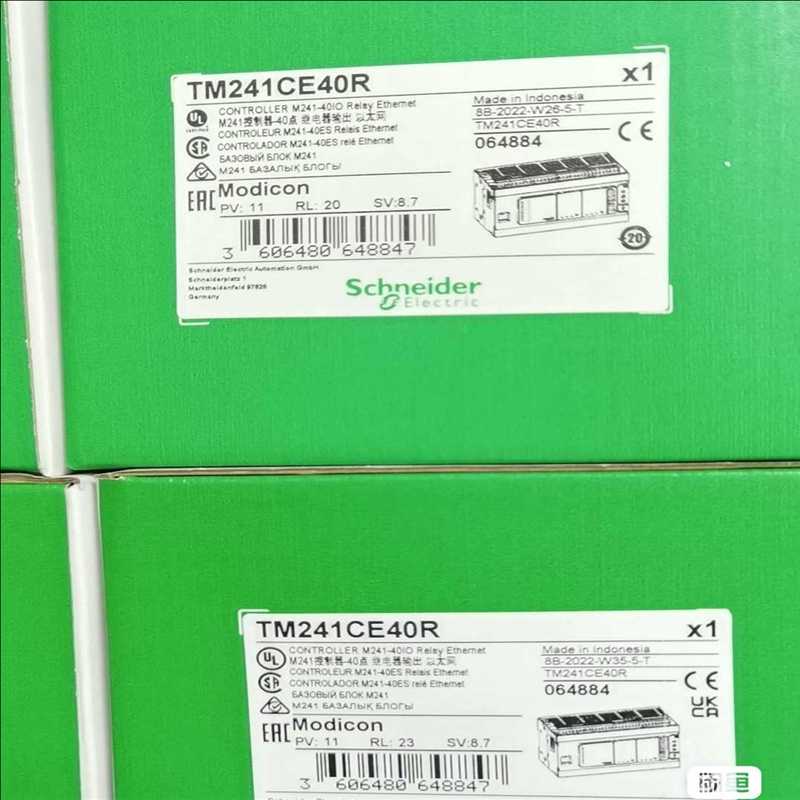 TM241CE40R x1
CONTROLLER M241-40IO Relay Ethernet
M241控制器-40点 继电器输出 以太网
CONTROLEUR M241-40ES Relais Ethernet
CONTROLADOR M241-40ES relé Ethernet
БАЗОВЫЙ БЛОК M241
M241 БАЗАЛЫҚ БЛОГЫ
Made in Indonesia
8B-2022-W26-5-T
TM241CE40R
064884
CE
UL
EAC
Modicon
PV: 11 RL: 20 SV:8.7
3 606480 648847
20
Schneider Electric Automation GmbH
Schneiderplatz 1
Marktheidenfeld 97828
Germany
Schneider
Electric
TM241CE40R x1
CONTROLLER M241-40IO Relay Ethernet
M241控制器-40点 继电器输出 以太网
CONTROLEUR M241-40ES Relais Ethernet
CONTROLADOR M241-40ES relé Ethernet
БАЗОВЫЙ БЛОК M241
M241 БАЗАЛЫҚ БЛОГЫ
Made in Indonesia
8B-2022-W35-5-T
TM241CE40R
064884
CE
UK
CA
UL
EAC
Modicon
PV: 11 RL: 23 SV:8.7
3 606480 648847
闲鱼